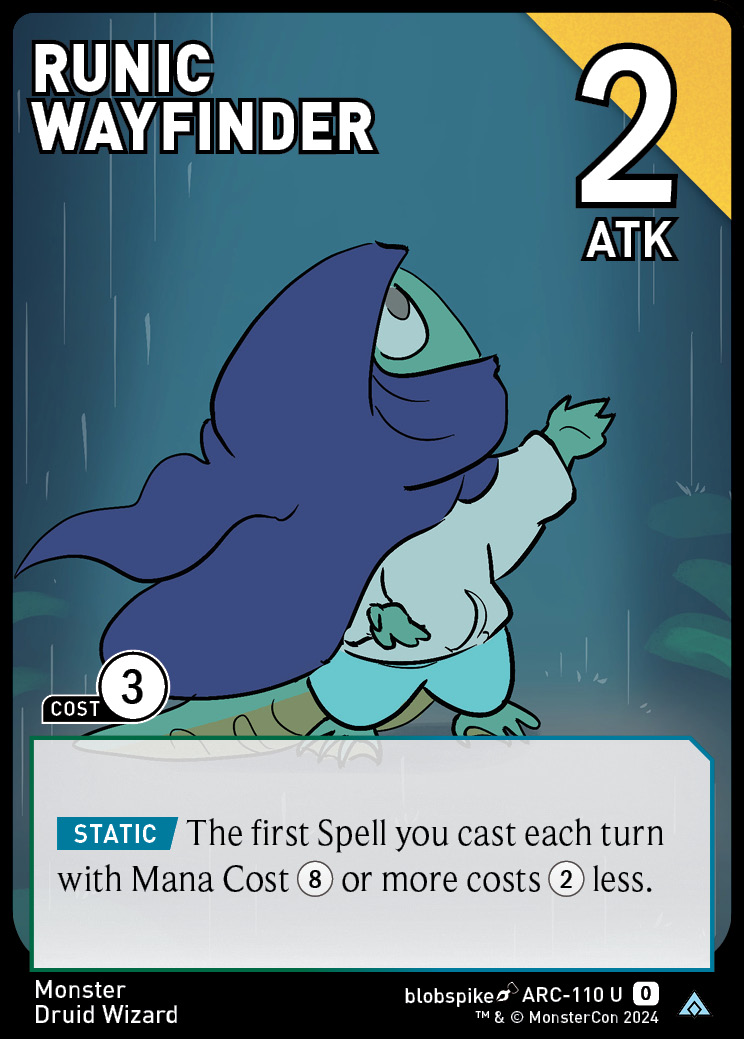 RUNIC
WAYFINDER
2
ATK
COST 3
STATIC The first Spell you cast each turn
with Mana Cost 8 or more costs 2 less.
Monster
Druid Wizard
blobspike ARC-110 U 0
™ & © MonsterCon 2024